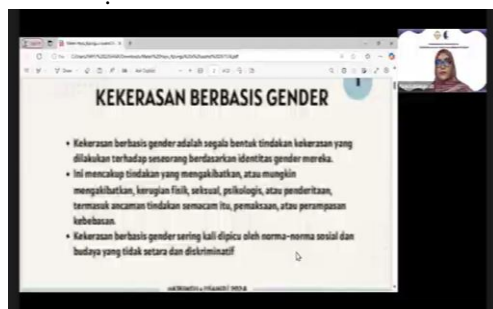 KEKERASAN BERBASIS GENDER
• Kekerasan berbasis gender adalah segala bentuk tindakan kekerasan yang
dilakukan terhadap seseorang berdasarkan identitas gender mereka.
• Ini mencakup tindakan yang mengakibatkan, atau mungkin
mengakibatkan, kerugian fisik, seksual, psikologis, atau penderitaan,
termasuk ancaman tindakan semacam itu, pemaksaan, atau perampasan
kebebasan.
• Kekerasan berbasis gender sering kali dipicu oleh norma-norma sosial dan
budaya yang tidak setara dan diskriminatif